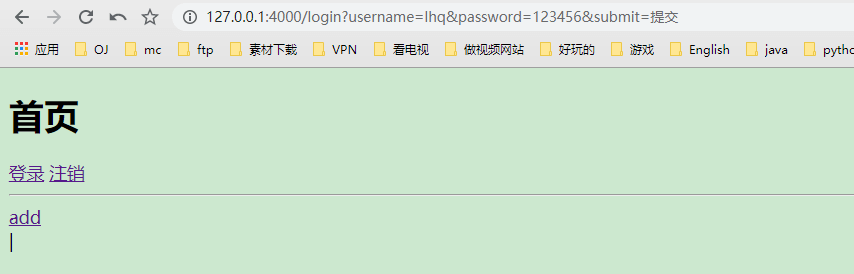 127.0.0.1:4000/login?username=lhq&password=123456&submit=提交
应用 OJ mc ftp 素材下载 VPN 看电视 做视频网站 好玩的 游戏 English java pytho
首页
登录 注销
add
|